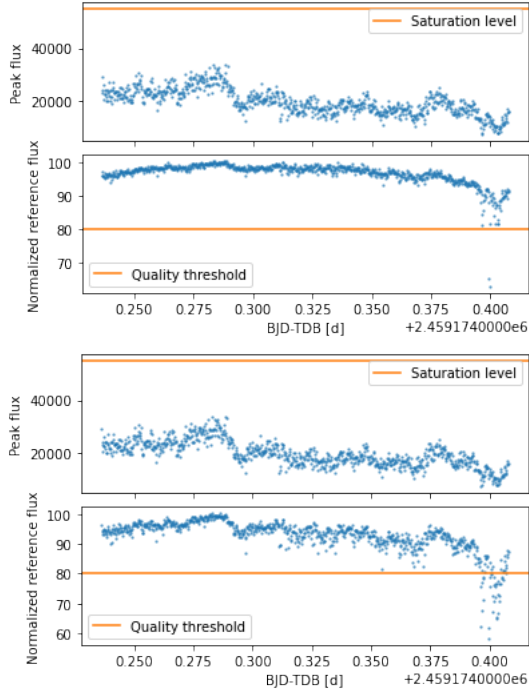 Saturation level
Peak flux
40000
20000
Normalized reference flux
100
90
80
70
Quality threshold
0.250 0.275 0.300 0.325 0.350 0.375 0.400
BJD-TDB [d] +2.4591740000e6
Saturation level
Peak flux
40000
20000
Normalized reference flux
100
90
80
70
60
Quality threshold
0.250 0.275 0.300 0.325 0.350 0.375 0.400
BJD-TDB [d] +2.4591740000e6